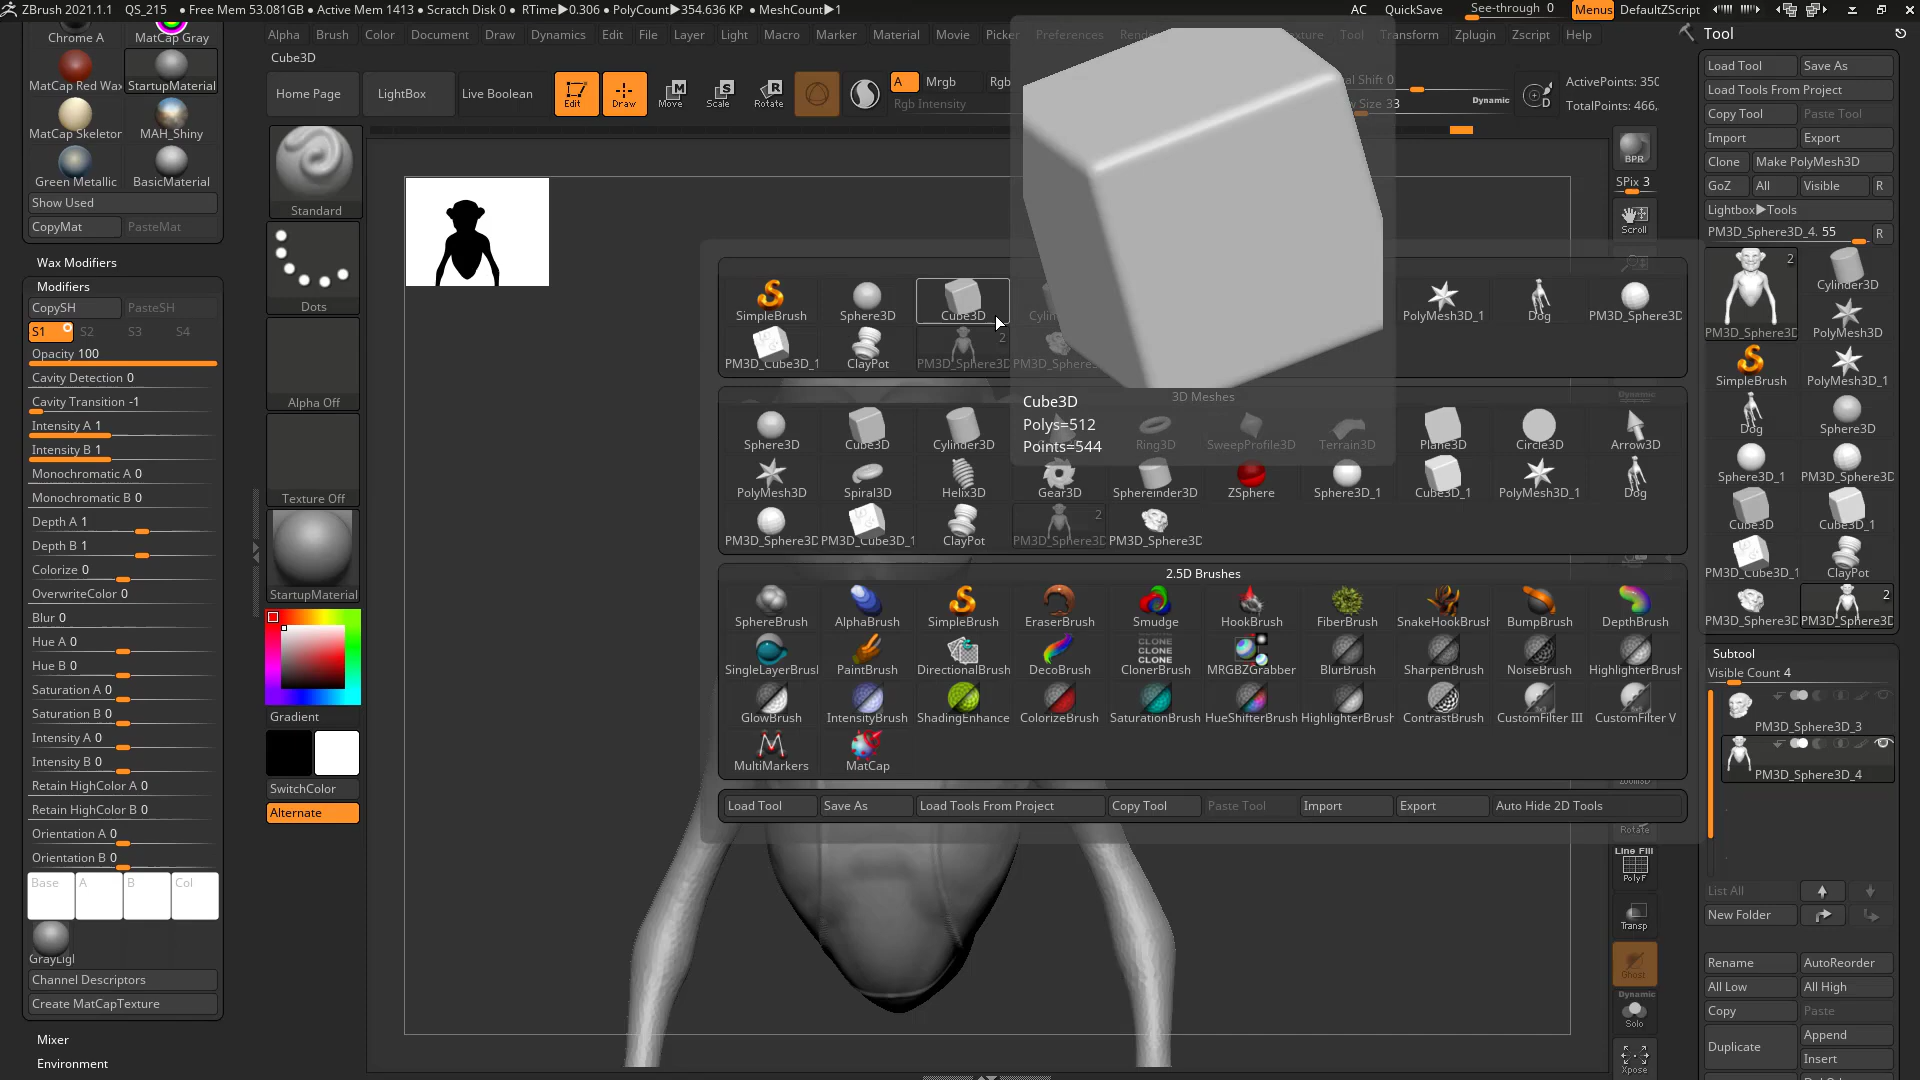 ZBrush 2021.1.1 QS_215 • Free Mem 53.081GB • Active Mem 1413 • Scratch Disk 0 • RTime▶0.306 • PolyCount▶354.636 KP • MeshCount▶1 AC QuickSave See-through 0 Menus DefaultZScript
Alpha Brush Color Document Draw Dynamics Edit File Layer Light Macro Marker Material Movie Picker Preferences Tool Transform Zplugin Zscript Help
Cube3D
Home Page LightBox Live Boolean Edit Draw Move Scale Rotate A Mrgb Rgb
Rgb Intensity
Dynamic
ActivePoints: 350
TotalPoints: 466,
Chrome A MatCap Gray
MatCap Red Wax StartupMaterial
MatCap Skeletor MAH_Shiny
Green Metallic BasicMaterial
Show Used
CopyMat PasteMat
Wax Modifiers
Modifiers
CopySH PasteSH
S1 S2 S3 S4
Opacity 100
Cavity Detection 0
Cavity Transition -1
Intensity A 1
Intensity B 1
Monochromatic A 0
Monochromatic B 0
Depth A 1
Depth B 1
Colorize 0
OverwriteColor 0
Blur 0
Hue A 0
Hue B 0
Saturation A 0
Saturation B 0
Intensity A 0
Intensity B 0
Retain HighColor A 0
Retain HighColor B 0
Orientation A 0
Orientation B 0
Base A B Col
GrayLigl
Channel Descriptors
Create MatCapTexture
Mixer
Environment
Standard
Dots
Alpha Off
Texture Off
StartupMaterial
Gradient
SwitchColor
Alternate
SimpleBrush Sphere3D Cube3D PolyMesh3D_1 Dog PM3D_Sphere3D
2
PM3D_Cube3D_1 ClayPot PM3D_Sphere3D PM3D_Sphere
Cube3D
Polys=512
Points=544
3D Meshes
Sphere3D Cube3D Cylinder3D Ring3D SweepProfile3D Terrain3D Plane3D Circle3D Arrow3D
PolyMesh3D Spiral3D Helix3D Gear3D Sphereinder3D ZSphere Sphere3D_1 Cube3D_1 PolyMesh3D_1 Dog
2
PM3D_Sphere3D PM3D_Cube3D_1 ClayPot PM3D_Sphere3D PM3D_Sphere3D
2.5D Brushes
SphereBrush AlphaBrush SimpleBrush EraserBrush Smudge HookBrush FiberBrush SnakeHookBrush BumpBrush DepthBrush
CLONE
CLONE
CLONE
SingleLayerBrusl PaintBrush DirectionalBrush DecoBrush ClonerBrush MRGBZGrabber BlurBrush SharpenBrush NoiseBrush HighlighterBrush
GlowBrush IntensityBrush ShadingEnhance ColorizeBrush SaturationBrush HueShifterBrush HighlighterBrush ContrastBrush CustomFilter III CustomFilter V
MultiMarkers MatCap
Load Tool Save As Load Tools From Project Copy Tool Paste Tool Import Export Auto Hide 2D Tools
BPR
SPix 3
Scroll
Rotate
Line Fill
PolyF
Transp
Ghost
Dynamic
Solo
Xpose
Tool
Load Tool Save As
Load Tools From Project
Copy Tool Paste Tool
Import Export
Clone Make PolyMesh3D
GoZ All Visible R
Lightbox▶Tools
PM3D_Sphere3D_4. 55 R
2
Cylinder3D
PM3D_Sphere3D PolyMesh3D
SimpleBrush PolyMesh3D_1
Dog Sphere3D
Sphere3D_1 PM3D_Sphere3D
Cube3D Cube3D_1
PM3D_Cube3D_1 ClayPot
2
PM3D_Sphere3D PM3D_Sphere3D
Subtool
Visible Count 4
PM3D_Sphere3D_3
PM3D_Sphere3D_4
List All
New Folder
Rename AutoReorder
All Low All High
Copy Paste
Append
Duplicate
Insert